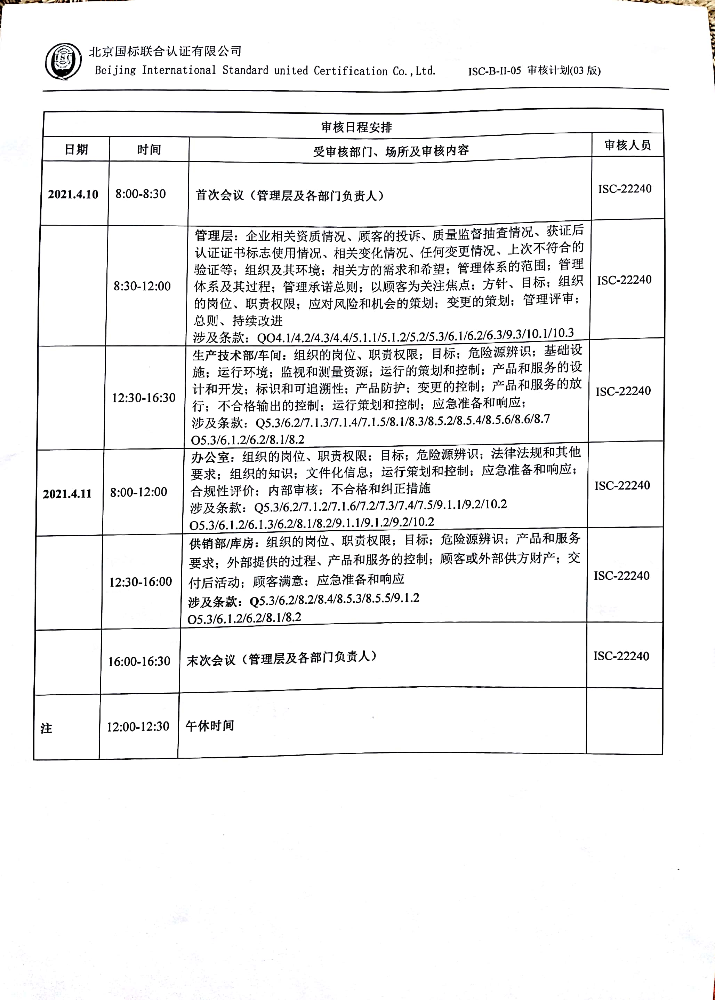 ISC
北京国标联合认证有限公司
Beijing International Standard united Certification Co.,Ltd.
ISC-B-II-05 审核计划(03 版)
审核日程安排
日期
时间
受审核部门、场所及审核内容
审核人员
2021.4.10
8:00-8:30
首次会议（管理层及各部门负责人）
ISC-22240
8:30-12:00
管理层：企业相关资质情况、顾客的投诉、质量监督抽查情况、获证后
认证证书标志使用情况、相关变化情况、任何变更情况、上次不符合的
验证等；组织及其环境；相关方的需求和希望；管理体系的范围；管理
体系及其过程；管理承诺总则；以顾客为关注焦点；方针、目标；组织
的岗位、职责权限；应对风险和机会的策划；变更的策划；管理评审；
总则、持续改进
涉及条款：QO4.1/4.2/4.3/4.4/5.1.1/5.1.2/5.2/5.3/6.1/6.2/6.3/9.3/10.1/10.3
ISC-22240
12:30-16:30
生产技术部/车间：组织的岗位、职责权限；目标；危险源辨识；基础设
施；运行环境；监视和测量资源；运行的策划和控制；产品和服务的设
计和开发；标识和可追溯性；产品防护；变更的控制；产品和服务的放
行；不合格输出的控制；运行策划和控制；应急准备和响应；
涉及条款：Q5.3/6.2/7.1.3/7.1.4/7.1.5/8.1/8.3/8.5.2/8.5.4/8.5.6/8.6/8.7
O5.3/6.1.2/6.2/8.1/8.2
ISC-22240
2021.4.11
8:00-12:00
办公室：组织的岗位、职责权限；目标；危险源辨识；法律法规和其他
要求；组织的知识；文件化信息；运行策划和控制；应急准备和响应；
合规性评价；内部审核；不合格和纠正措施
涉及条款：Q5.3/6.2/7.1.2/7.1.6/7.2/7.3/7.4/7.5/9.1.1/9.2/10.2
O5.3/6.1.2/6.1.3/6.2/8.1/8.2/9.1.1/9.1.2/9.2/10.2
ISC-22240
12:30-16:00
供销部/库房：组织的岗位、职责权限；目标；危险源辨识；产品和服务
要求；外部提供的过程、产品和服务的控制；顾客或外部供方财产；交
付后活动；顾客满意；应急准备和响应
涉及条款：Q5.3/6.2/8.2/8.4/8.5.3/8.5.5/9.1.2
O5.3/6.1.2/6.2/8.1/8.2
ISC-22240
16:00-16:30
末次会议（管理层及各部门负责人）
ISC-22240
注
12:00-12:30
午休时间